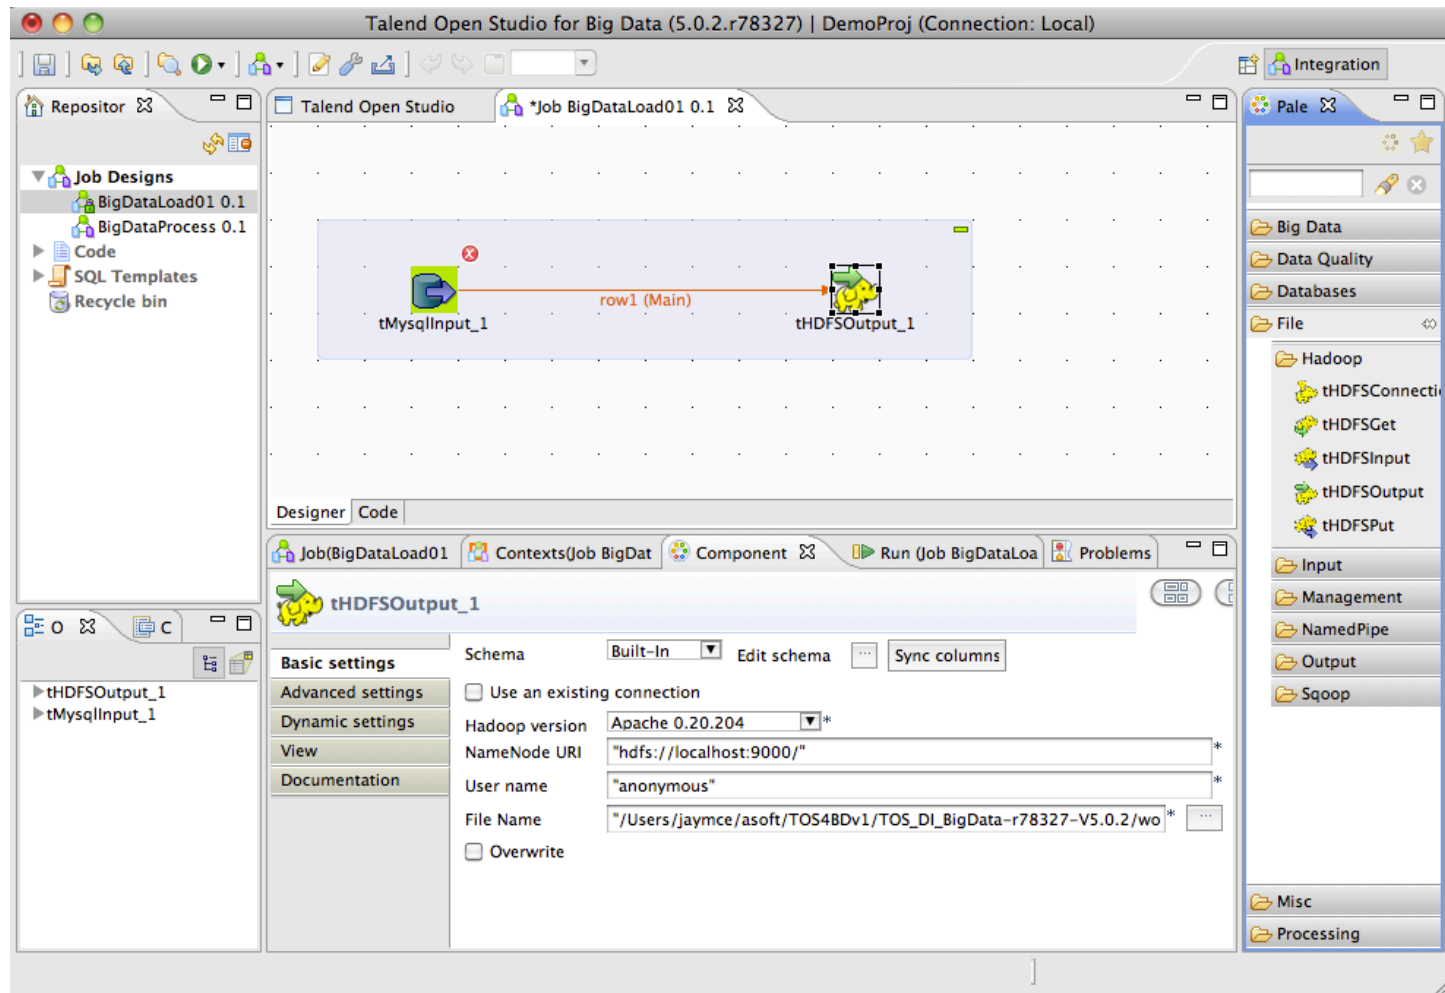 Talend Open Studio for Big Data (5.0.2.r78327) | DemoProj (Connection: Local)
Integration
Repositor
Job Designs
BigDataLoad01 0.1
BigDataProcess 0.1
Code
SQL Templates
Recycle bin
Talend Open Studio
*Job BigDataLoad01 0.1
row1 (Main)
tMysqlInput_1
tHDFSOutput_1
Designer
Code
Pale
Big Data
Data Quality
Databases
File
Hadoop
tHDFSConnecti
tHDFSGet
tHDFSInput
tHDFSOutput
tHDFSPut
Input
Management
NamedPipe
Output
Sqoop
Misc
Processing
O
C
tHDFSOutput_1
tMysqlInput_1
Job(BigDataLoad01
Contexts(Job BigDat
Component
Run (Job BigDataLoa
Problems
tHDFSOutput_1
Basic settings
Advanced settings
Dynamic settings
View
Documentation
Schema Built-In Edit schema ... Sync columns
Use an existing connection
Hadoop version Apache 0.20.204 *
NameNode URI "hdfs://localhost:9000/" *
User name "anonymous" *
File Name "/Users/jaymce/asoft/TOS4BDv1/TOS_DI_BigData-r78327-V5.0.2/wo * ...
Overwrite